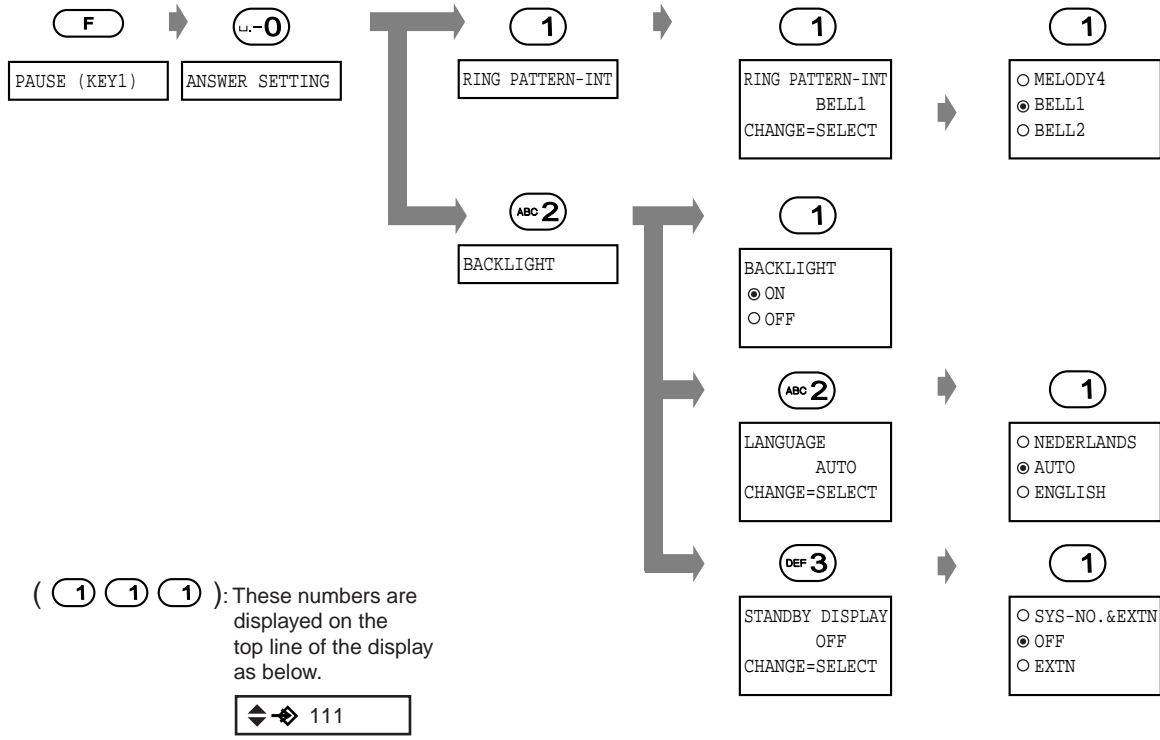 F
␣.-0
1
1
1
PAUSE (KEY1)
ANSWER SETTING
RING PATTERN-INT
RING PATTERN-INT
BELL1
CHANGE=SELECT
MELODY4
BELL1
BELL2
ABC 2
1
BACKLIGHT
BACKLIGHT
ON
OFF
ABC 2
1
LANGUAGE
AUTO
CHANGE=SELECT
NEDERLANDS
AUTO
ENGLISH
DEF 3
1
STANDBY DISPLAY
OFF
CHANGE=SELECT
SYS-NO.&EXTN
OFF
EXTN
( 1 1 1 ): These numbers are
displayed on the
top line of the display
as below.
111